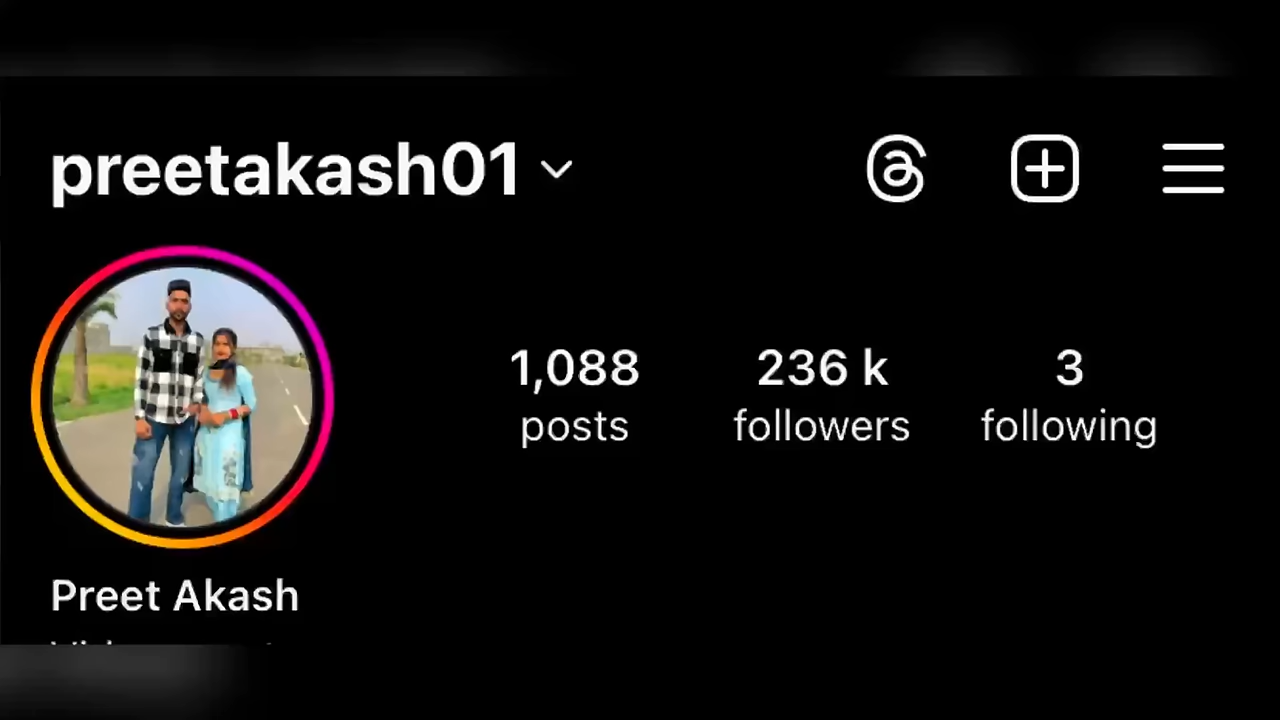 preetakash01
1,088 236 k 3
posts followers following
Preet Akash